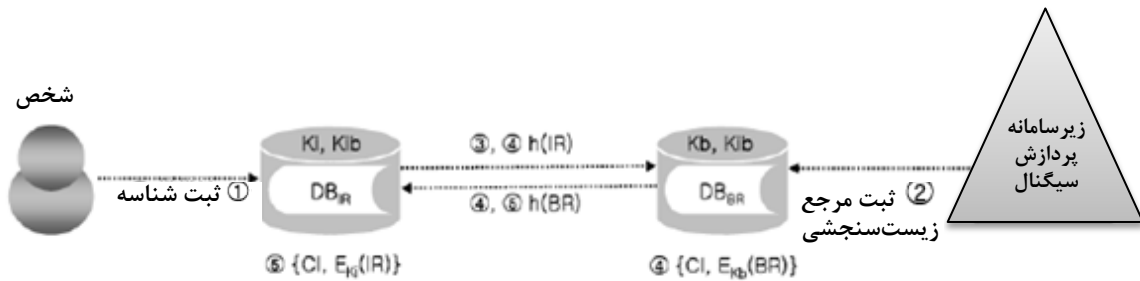 شخص
① ثبت شناسه
Ki, Kib
DB_IR
⑤ {CI, E_Ki(IR)}
③, ④ h(IR)
④, ⑤ h(BR)
Kb, Kib
DB_BR
④ {CI, E_Kb(BR)}
② ثبت مرجع
زیست‌سنجشی
زیرسامانه
پردازش
سیگنال